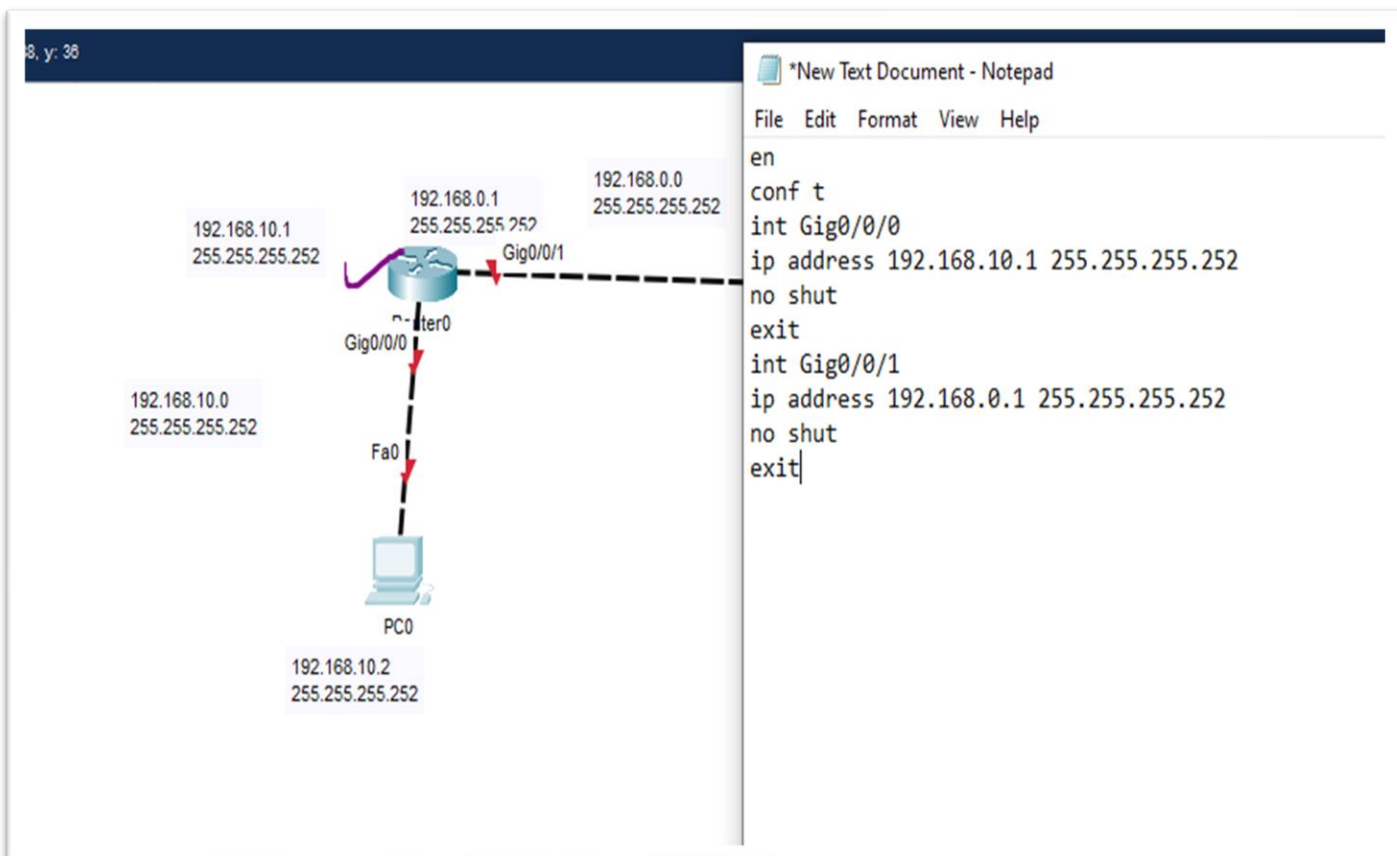 8, y: 36
192.168.10.1
255.255.255.252
192.168.0.1
255.255.255.252
192.168.0.0
255.255.255.252
Gig0/0/1
Gig0/0/0
192.168.10.0
255.255.255.252
Fa0
PC0
192.168.10.2
255.255.255.252
*New Text Document - Notepad
File Edit Format View Help
en
conf t
int Gig0/0/0
ip address 192.168.10.1 255.255.255.252
no shut
exit
int Gig0/0/1
ip address 192.168.0.1 255.255.255.252
no shut
exit